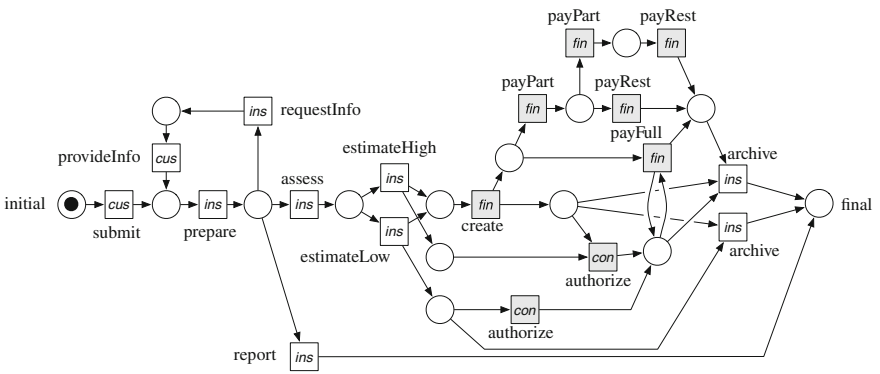 payPart payRest
fin fin
payPart payRest
fin fin
ins requestInfo
payFull
provideInfo cus
estimateHigh
fin
archive
assess
ins
ins
initial cus ins ins fin final
submit prepare
create
ins
estimateLow
ins
archive
con
authorize
con
authorize
report ins